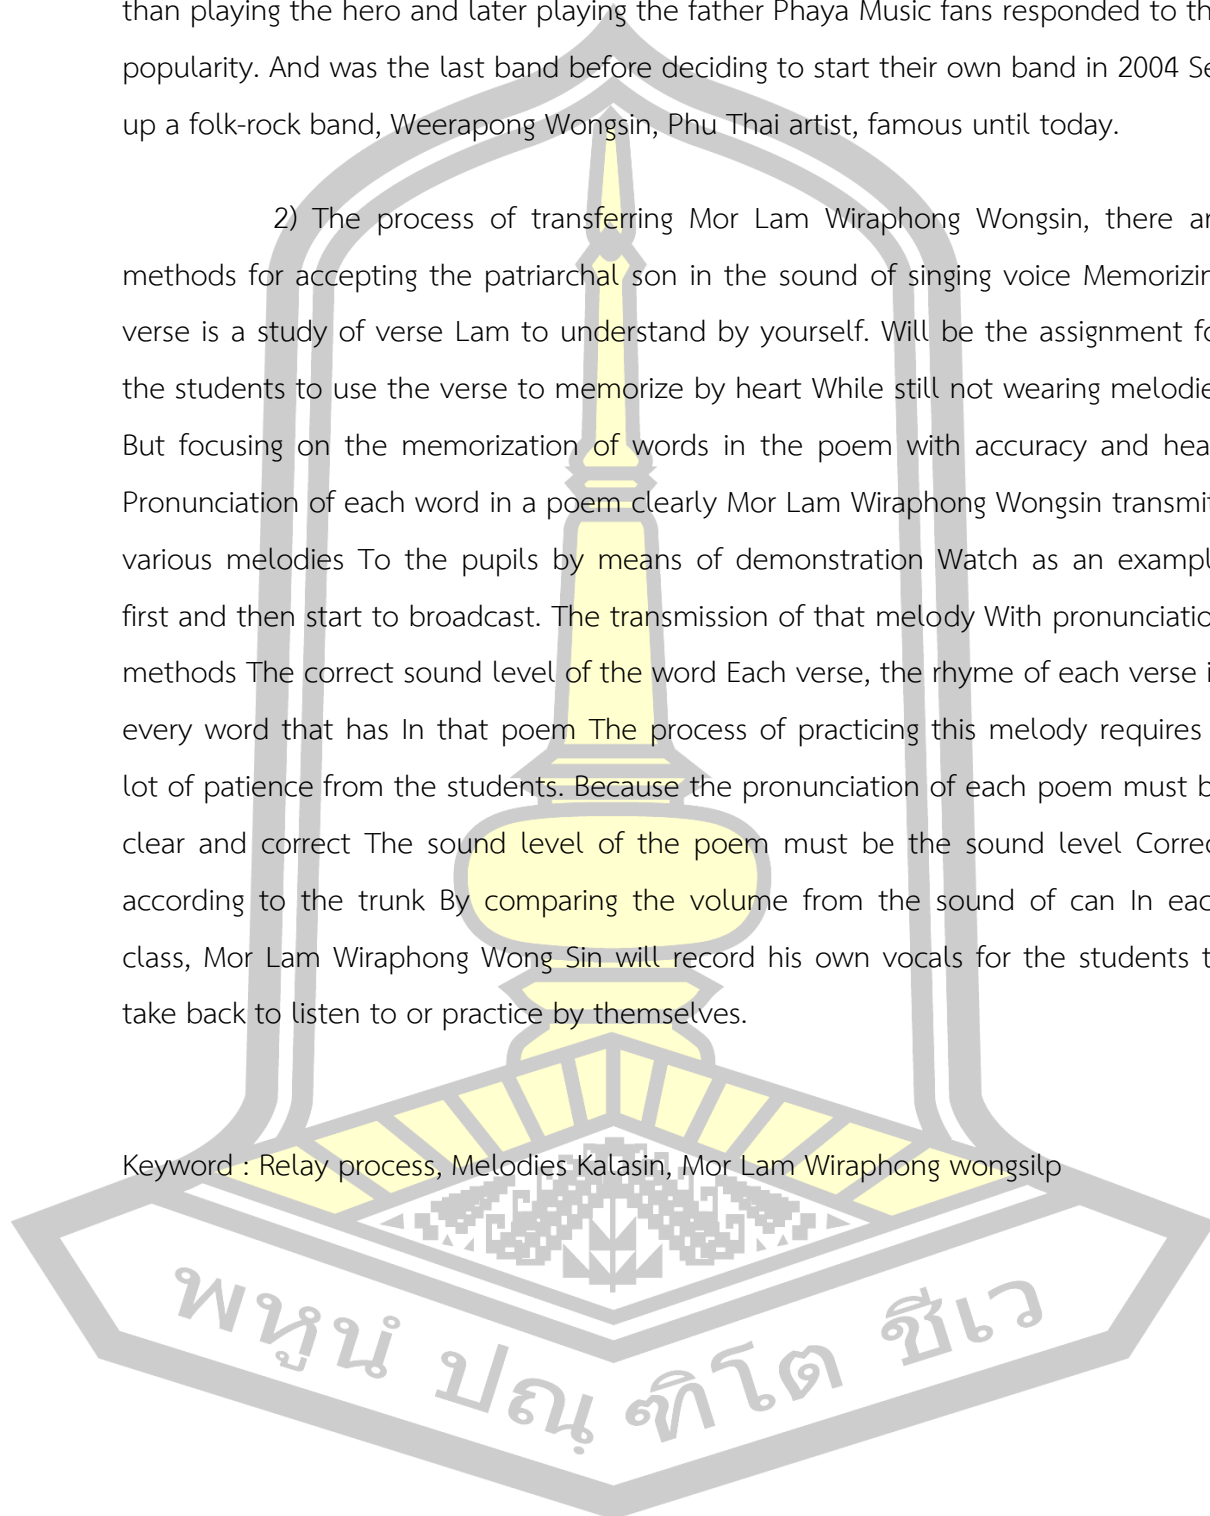 than playing the hero and later playing the father Phaya Music fans responded to th
popularity. And was the last band before deciding to start their own band in 2004 Se
up a folk-rock band, Weerapong Wongsin, Phu Thai artist, famous until today.
2) The process of transferring Mor Lam Wiraphong Wongsin, there ar
methods for accepting the patriarchal son in the sound of singing voice Memorizin
verse is a study of verse Lam to understand by yourself. Will be the assignment fo
the students to use the verse to memorize by heart While still not wearing melodie
But focusing on the memorization of words in the poem with accuracy and hea
Pronunciation of each word in a poem clearly Mor Lam Wiraphong Wongsin transmit
various melodies To the pupils by means of demonstration Watch as an exampl
first and then start to broadcast. The transmission of that melody With pronunciatio
methods The correct sound level of the word Each verse, the rhyme of each verse i
every word that has In that poem The process of practicing this melody requires
lot of patience from the students. Because the pronunciation of each poem must b
clear and correct The sound level of the poem must be the sound level Correc
according to the trunk By comparing the volume from the sound of can In eac
class, Mor Lam Wiraphong Wong Sin will record his own vocals for the students t
take back to listen to or practice by themselves.
Keyword : Relay process, Melodies Kalasin, Mor Lam Wiraphong wongsilp
พหูนํ ปณฺฑิโต ชีเว